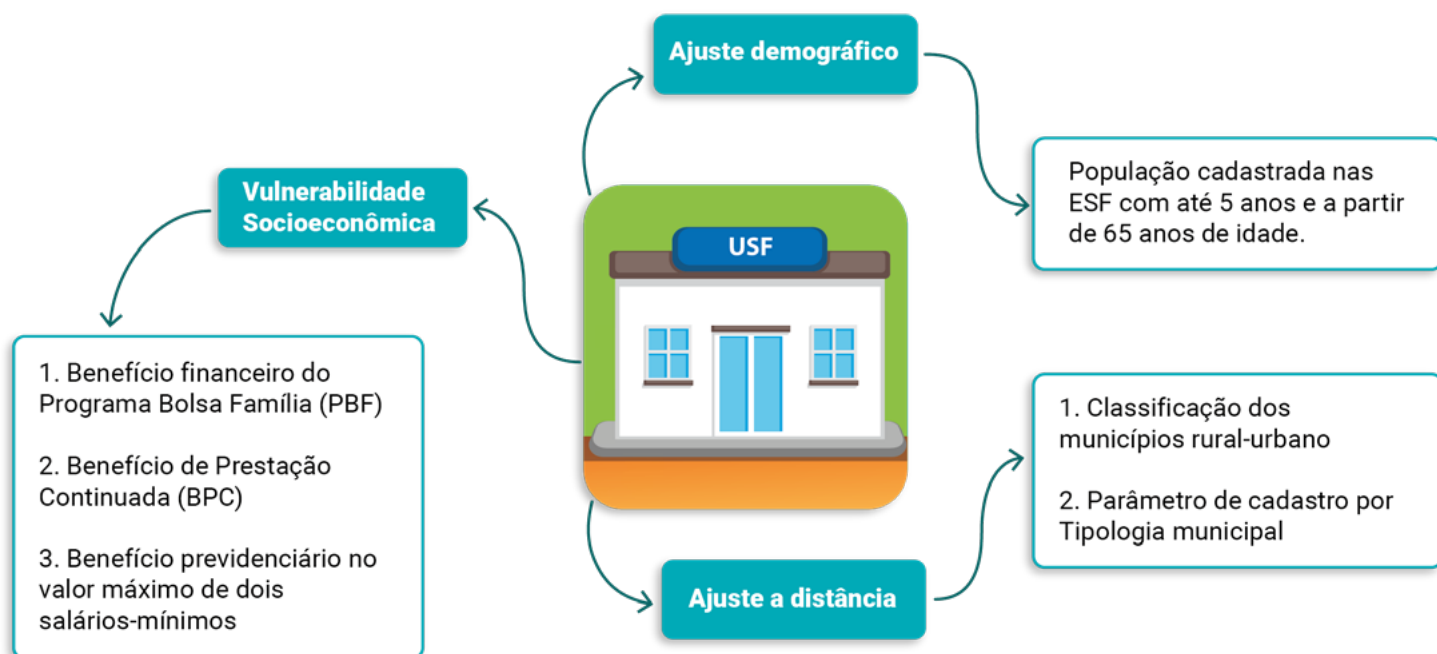 Ajuste demográfico
População cadastrada nas
ESF com até 5 anos e a partir
de 65 anos de idade.
Vulnerabilidade
Socioeconômica
USF
1. Benefício financeiro do
Programa Bolsa Família (PBF)
2. Benefício de Prestação
Continuada (BPC)
3. Benefício previdenciário no
valor máximo de dois
salários-mínimos
1. Classificação dos
municípios rural-urbano
2. Parâmetro de cadastro por
Tipologia municipal
Ajuste a distância